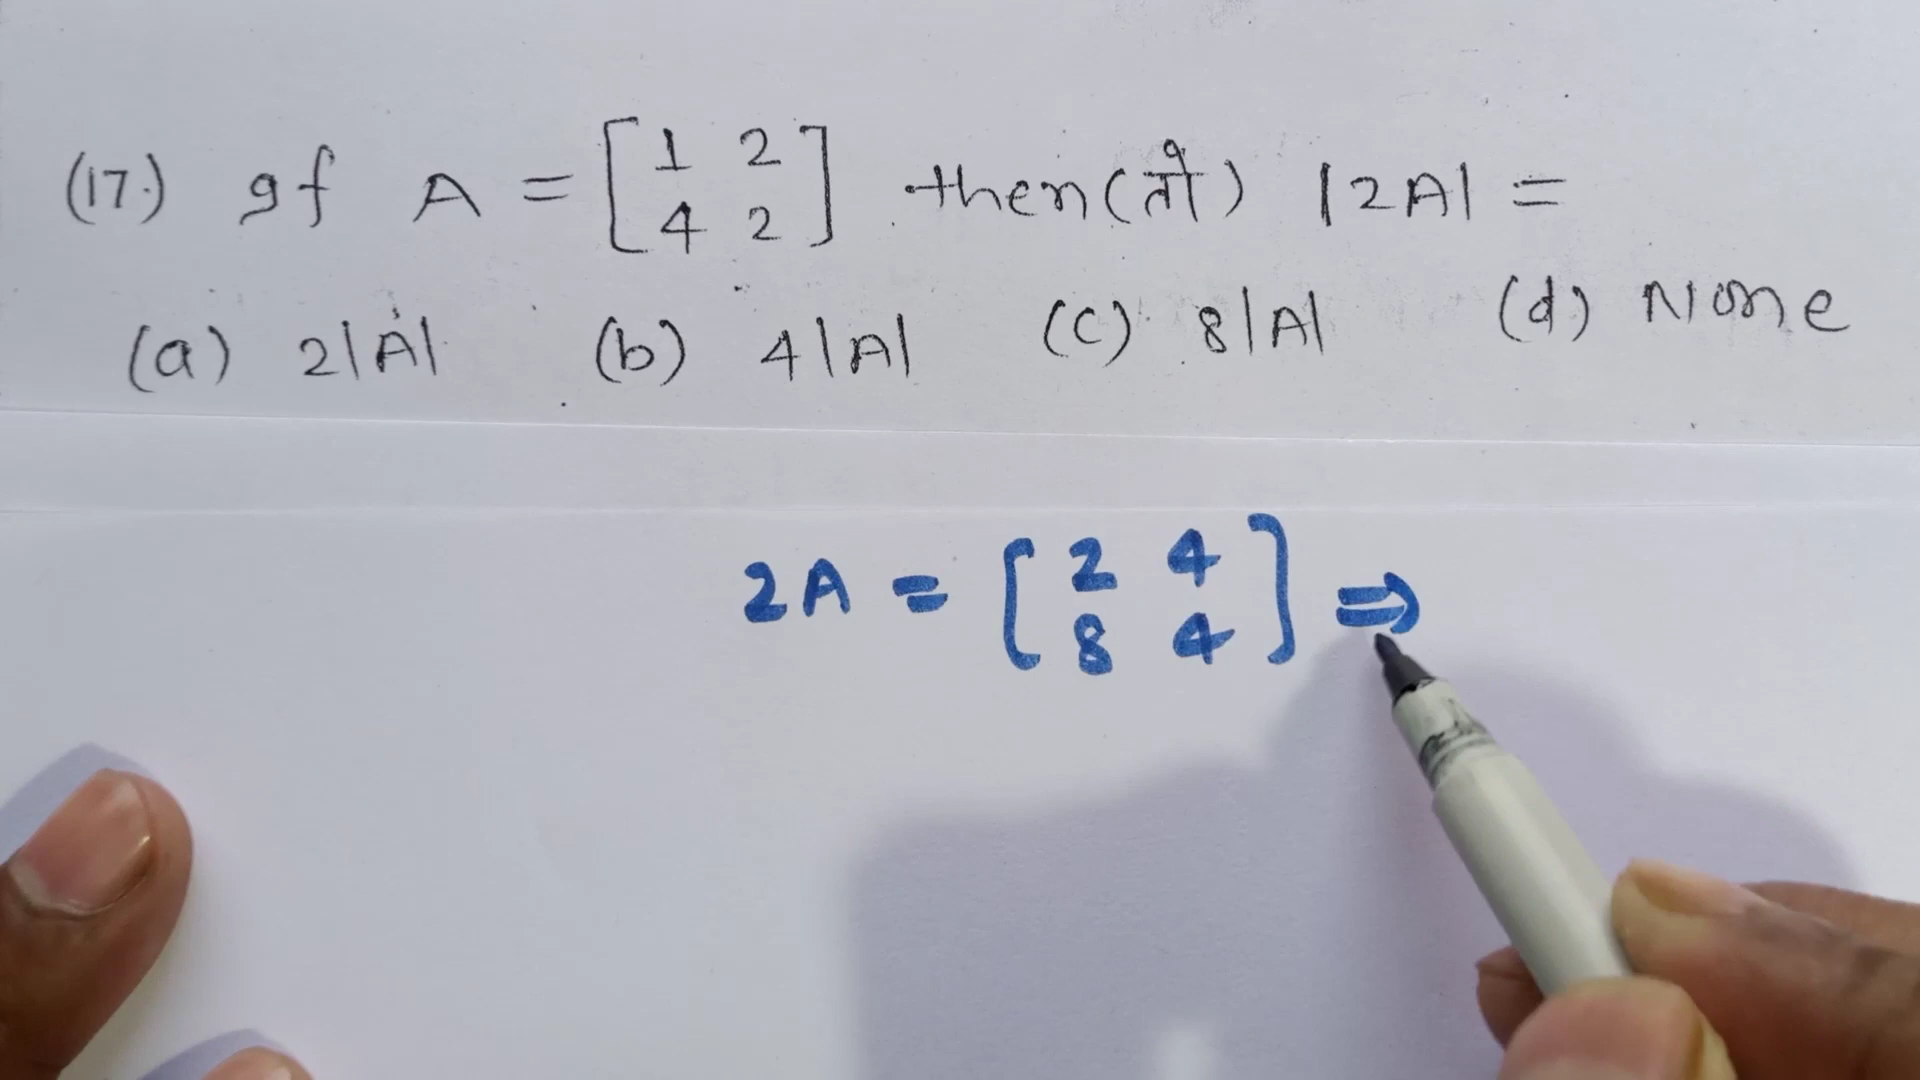 (17.) If A = [1 2 4 2] then (तो) |2A| =
(a) 2|A| (b) 4|A| (c) 8|A| (d) None
2A = [2 4 8 4] ⇒